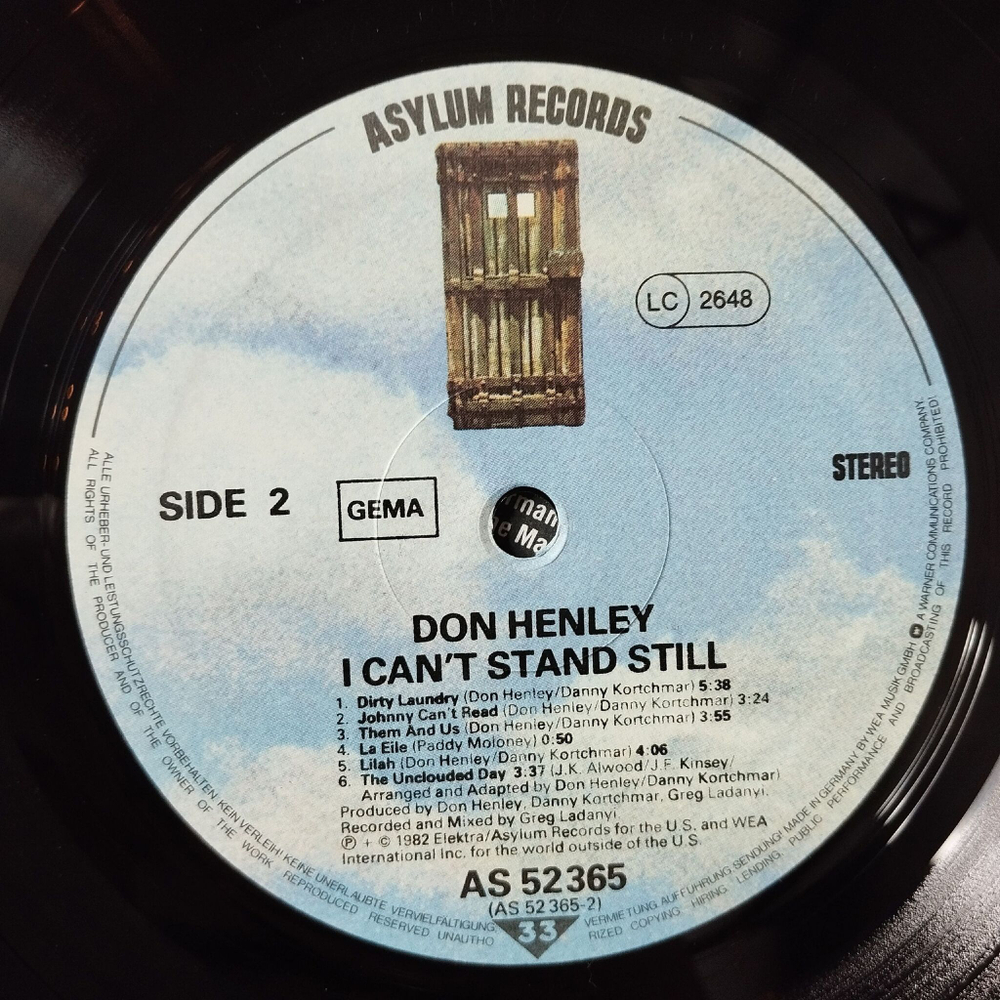 ASYLUM RECORDS
LC 2648
STEREO
SIDE 2
GEMA
rman
e Ma
DON HENLEY
I CAN'T STAND STILL
1. Dirty Laundry (Don Henley/Danny Kortchmar) 5:38
2. Johnny Can't Read (Don Henley/Danny Kortchmar) 3:24
3. Them And Us (Don Henley/Danny Kortchmar) 3:55
4. La Eile (Paddy Moloney) 0:50
5. Lilah (Don Henley/Danny Kortchmar) 4:06
6. The Unclouded Day 3:37 (J.K. Alwood/J.F. Kinsey/
Arranged and Adapted by Don Henley/Danny Kortchmar)
Produced by Don Henley, Danny Kortchmar, Greg Ladanyi.
Recorded and Mixed by Greg Ladanyi
Ⓟ + © 1982 Elektra/Asylum Records for the U.S. and WEA
International Inc. for the world outside of the U.S.
AS 52 365
(AS 52 365-2)
33
ALLE URHEBER- UND LEISTUNGSSCHUTZRECHTE VORBEHALTEN. KEIN VERLEIH! KEINE UNERLAUBTE VERVIELFÄLTIGUNG, VERMIETUNG, AUFFÜHRUNG, SENDUNG! MADE IN GERMANY BY WEA MUSIK GMBH A WARNER COMMUNICATIONS COMPANY.
ALL RIGHTS OF THE PRODUCER AND OF THE OWNER OF THE WORK REPRODUCED RESERVED UNAUTHORIZED COPYING, HIRING, LENDING, PUBLIC PERFORMANCE AND BROADCASTING OF THIS RECORD PROHIBITED!